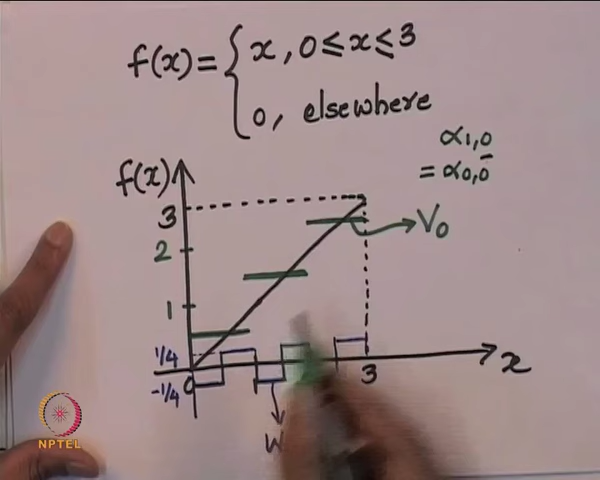 f(x)= { x, 0≤x≤3
0, elsewhere
α1,0
= α0,0
f(x)
3
2
1
1/4
-1/4
0
V0
3
x
W
NPTEL